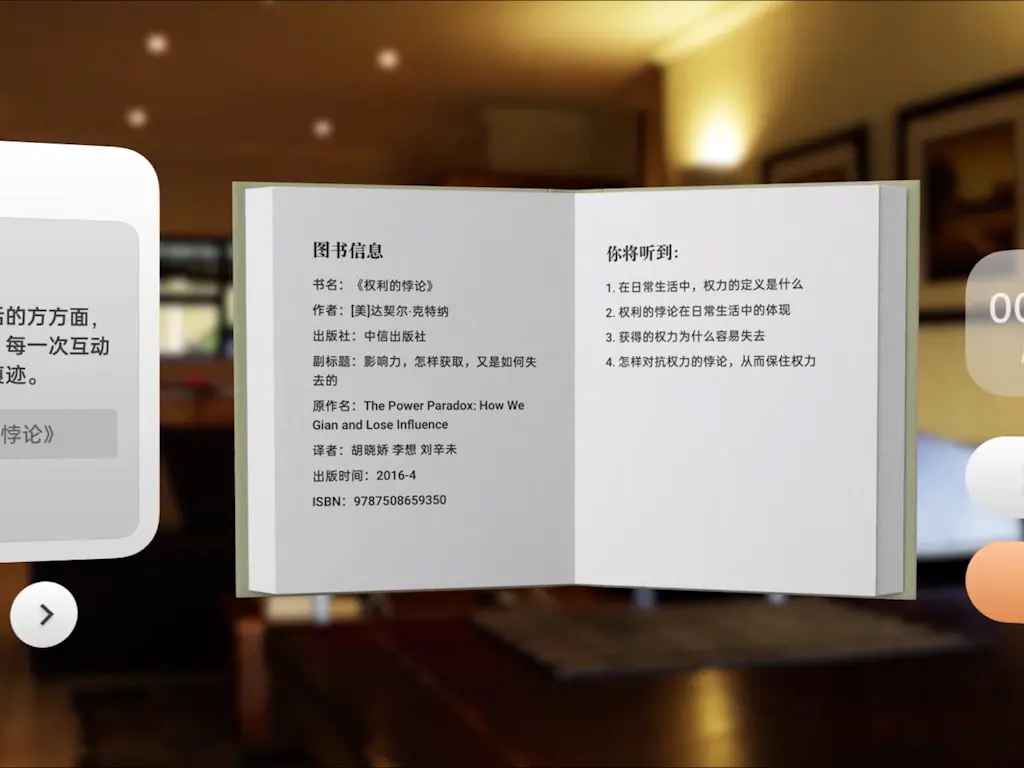 活的方方面，
每一次互动
痕迹。
悖论》
图书信息
书名：《权利的悖论》
作者：[美]达契尔·克特纳
出版社：中信出版社
副标题：影响力，怎样获取，又是如何失
去的
原作名：The Power Paradox: How We
Gian and Lose Influence
译者：胡晓娇 李想 刘辛未
出版时间：2016-4
ISBN：9787508659350
你将听到：
1. 在日常生活中，权力的定义是什么
2. 权利的悖论在日常生活中的体现
3. 获得的权力为什么容易失去
4. 怎样对抗权力的悖论，从而保住权力
00